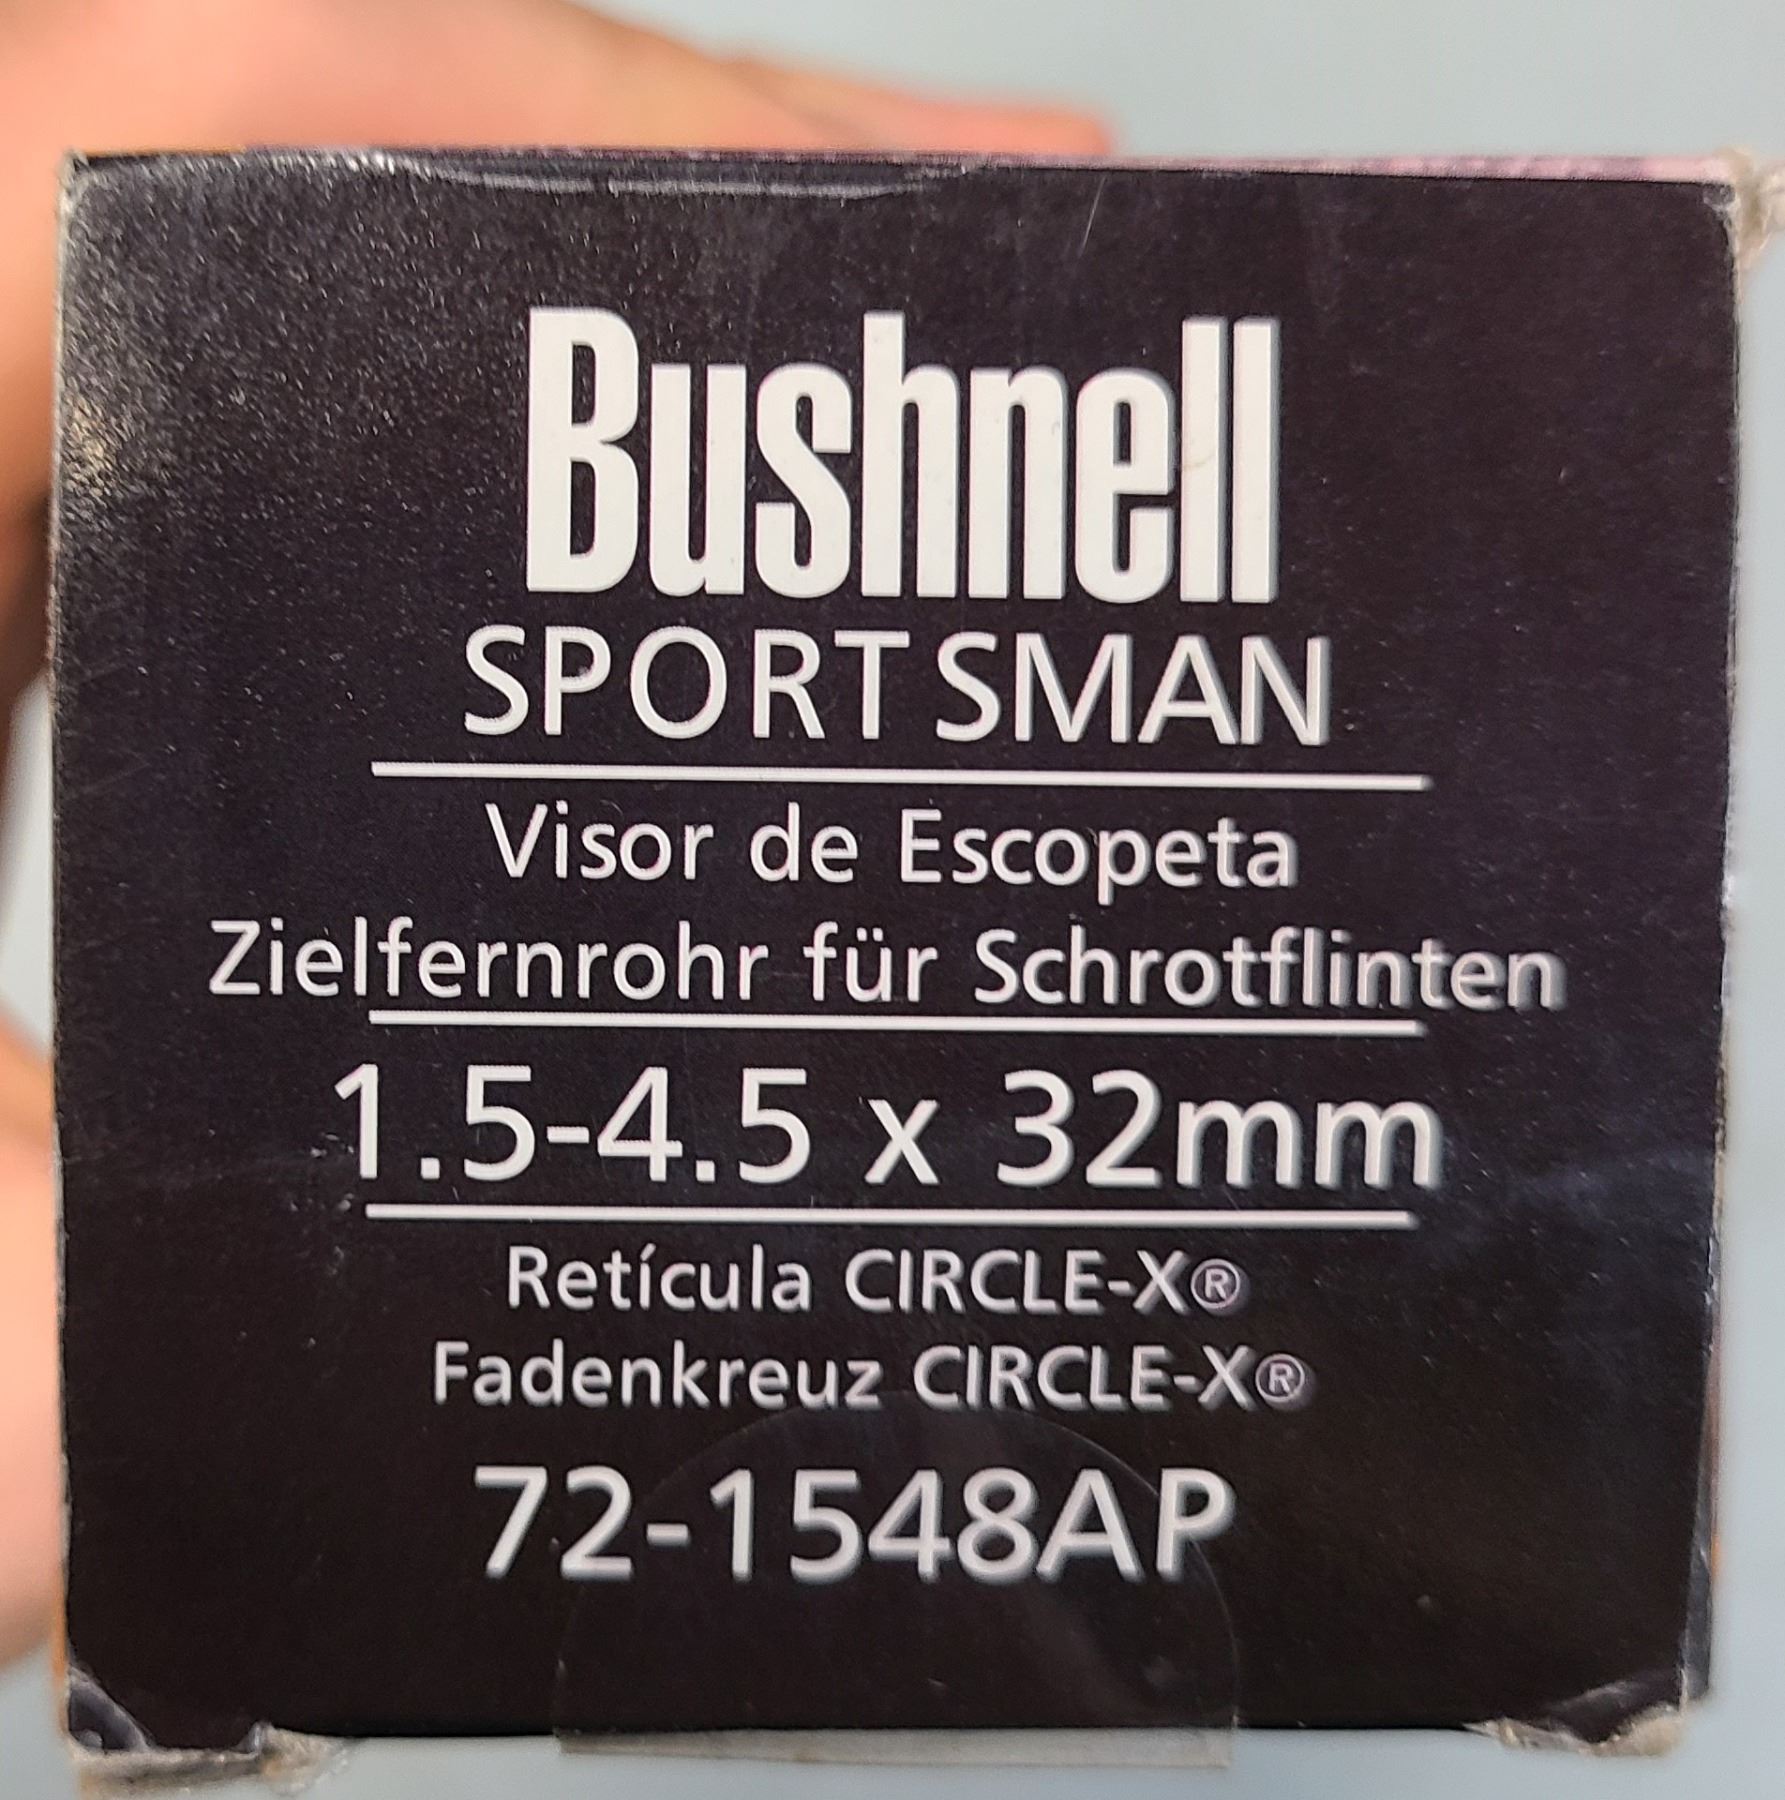 Bushnell
SPORTSMAN
Visor de Escopeta
Zielfernrohr für Schrotflinten
1.5-4.5 x 32mm
Retícula CIRCLE-X®
Fadenkreuz CIRCLE-X®
72-1548AP